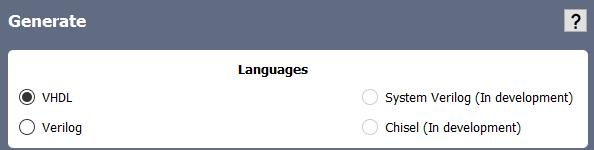 Generate
?
Languages
VHDL
System Verilog (In development)
Verilog
Chisel (In development)